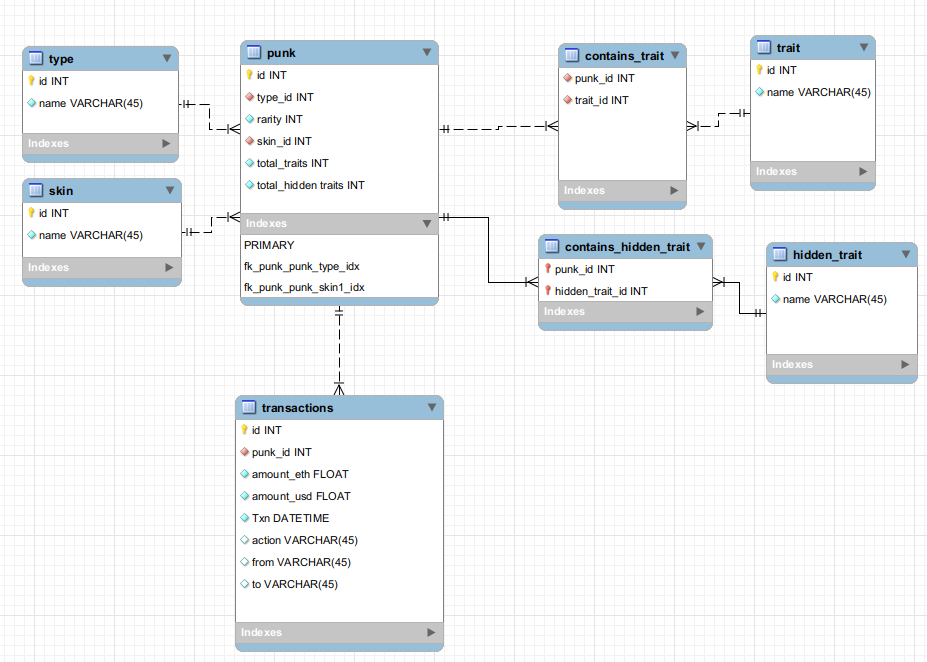 type
id INT
name VARCHAR(45)
Indexes
skin
id INT
name VARCHAR(45)
Indexes
punk
id INT
type_id INT
rarity INT
skin_id INT
total_traits INT
total_hidden traits INT
Indexes
PRIMARY
fk_punk_punk_type_idx
fk_punk_punk_skin1_idx
transactions
id INT
punk_id INT
amount_eth FLOAT
amount_usd FLOAT
Txn DATETIME
action VARCHAR(45)
from VARCHAR(45)
to VARCHAR(45)
Indexes
contains_trait
punk_id INT
trait_id INT
Indexes
trait
id INT
name VARCHAR(45)
Indexes
contains_hidden_trait
punk_id INT
hidden_trait_id INT
Indexes
hidden_trait
id INT
name VARCHAR(45)
Indexes